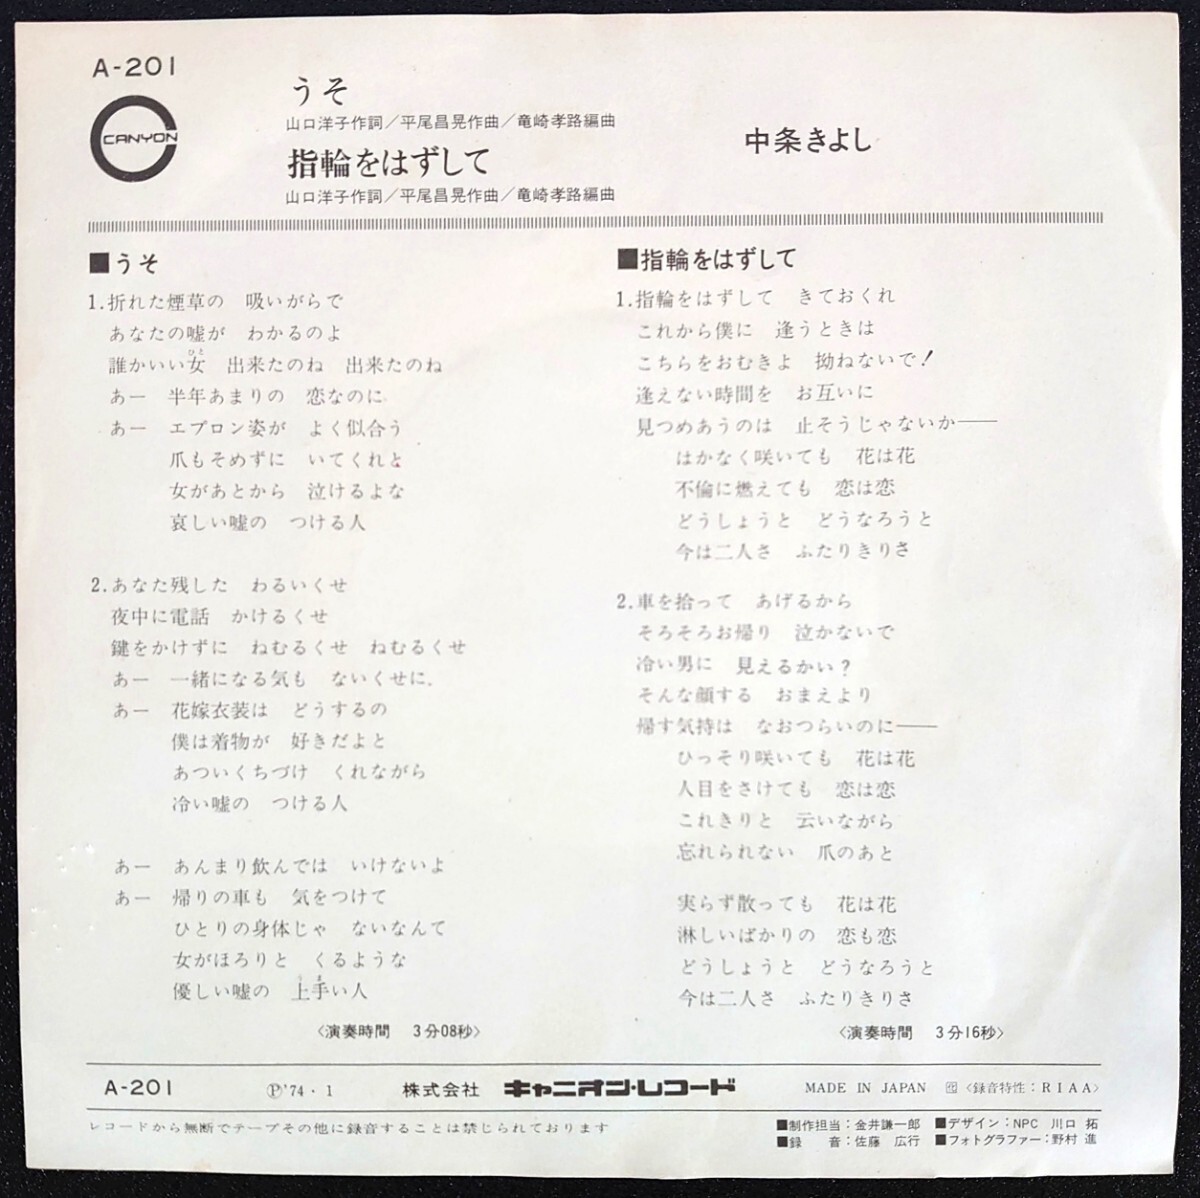 A-201
CANYON
うそ
山口洋子作詞／平尾昌晃作曲／竜崎孝路編曲
指輪をはずして
山口洋子作詞／平尾昌晃作曲／竜崎孝路編曲
中条きよし
■うそ
1.折れた煙草の　吸いがらで
あなたの嘘が　わかるのよ
誰かいい女　出来たのね　出来たのね
ひと
あー　半年あまりの　恋なのに
あー　エプロン姿が　よく似合う
爪もそめずに　いてくれと
女があとから　泣けるよな
哀しい嘘の　つける人
2.あなた残した　わるいくせ
夜中に電話　かけるくせ
鍵をかけずに　ねむるくせ　ねむるくせ
あー　一緒になる気も　ないくせに
あー　花嫁衣装は　どうするの
僕は着物が　好きだよと
あついくちづけ　くれながら
冷い嘘の　つける人
あー　あんまり飲んでは　いけないよ
あー　帰りの車も　気をつけて
ひとりの身体じゃ　ないなんて
女がほろりと　くるような
優しい嘘の　上手い人
うま
〈演奏時間　3分08秒〉
■指輪をはずして
1.指輪をはずして　きておくれ
これから僕に　逢うときは
こちらをおむきよ　拗ねないで！
逢えない時間を　お互いに
見つめあうのは　止そうじゃないか――
はかなく咲いても　花は花
不倫に燃えても　恋は恋
どうしょうと　どうなろうと
今は二人さ　ふたりきりさ
2.車を拾って　あげるから
そろそろお帰り　泣かないで
冷い男に　見えるかい？
そんな顔する　おまえより
帰す気持は　なおつらいのに――
ひっそり咲いても　花は花
人目をさけても　恋は恋
これきりと　云いながら
忘れられない　爪のあと
実らず散っても　花は花
淋しいばかりの　恋も恋
どうしょうと　どうなろうと
今は二人さ　ふたりきりさ
〈演奏時間　3分16秒〉
A-201
Ⓟ'74・1
株式会社　キャニオン・レコード
MADE IN JAPAN　〈録音特性：RIAA〉
レコードから無断でテープその他に録音することは禁じられております
■制作担当：金井謙一郎　■デザイン：NPC　川口　拓
■録　音：佐藤　広行　■フォトグラファー：野村　進